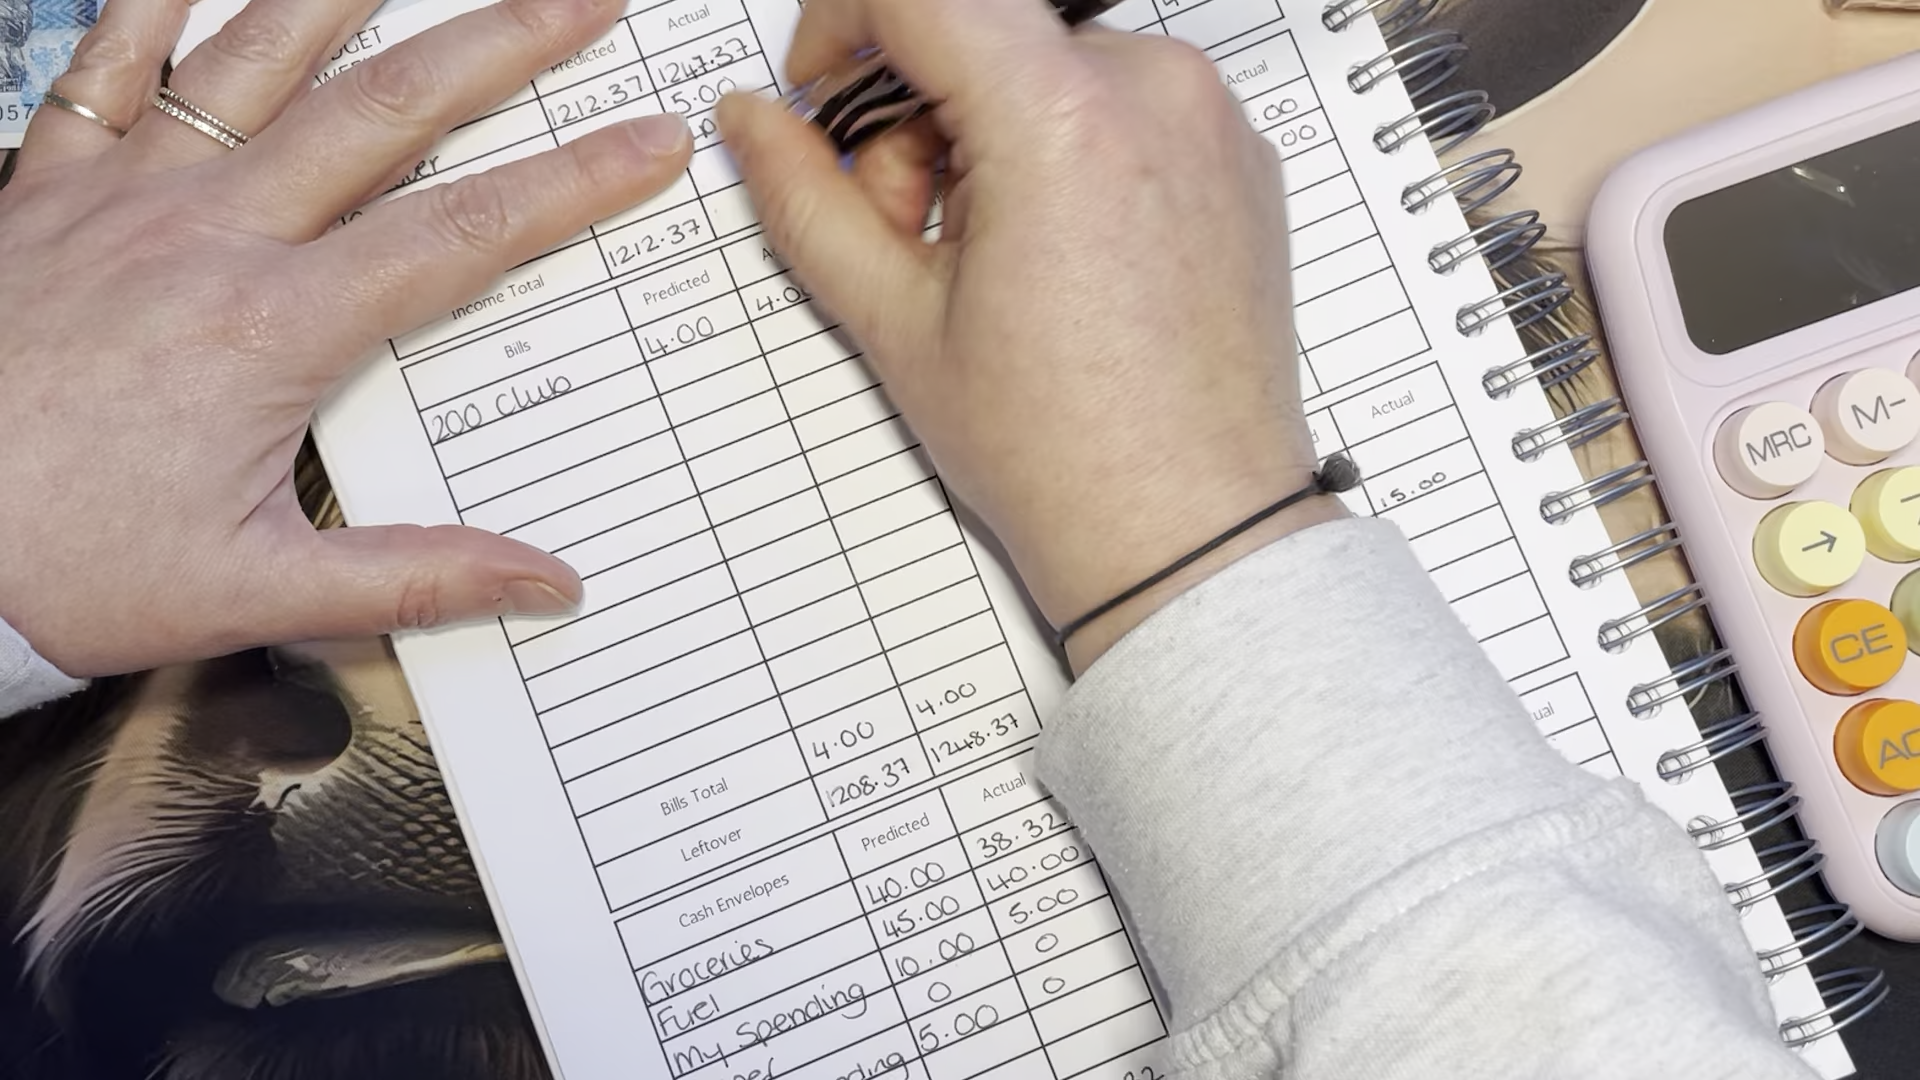 Predicted Actual
1212.37 1247.37
5.00
Income Total 1212.37
Bills Predicted
200 club 4.00 4.00
Bills Total 4.00 4.00
Leftover 1208.37 1248.37
Cash Envelopes Predicted Actual
Groceries 40.00 38.32
Fuel 45.00 40.00
My Spending 10.00 5.00
0 0
5.00 0
Actual
.00
00
Actual
15.00
MRC M-
→
CE
AC